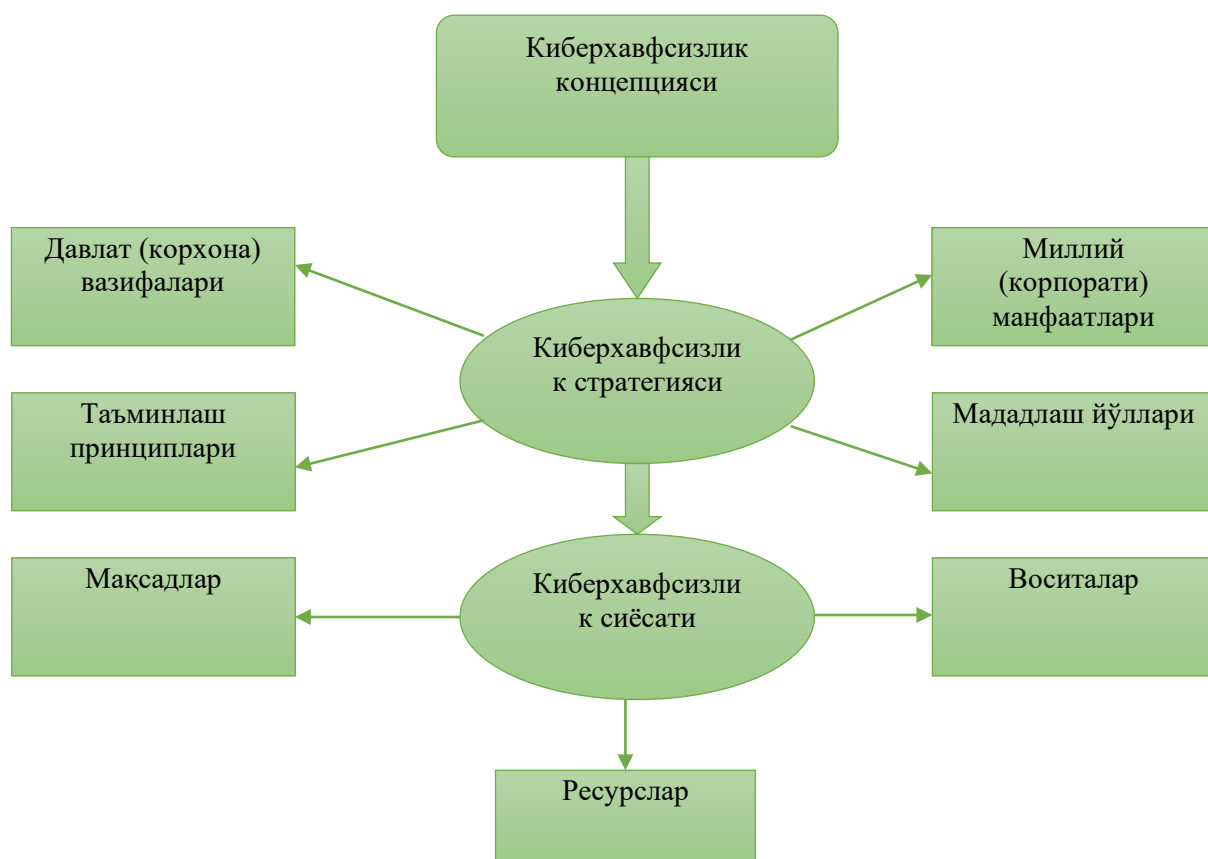 Киберхавфсизлик
концепцияси
Давлат (корхона)
вазифалари
Миллий
(корпорати)
манфаатлари
Киберхавфсизли
к стратегияси
Таъминлаш
принциплари
Мададлаш йўллари
Мақсадлар
Киберхавфсизли
к сиёсати
Воситалар
Ресурслар